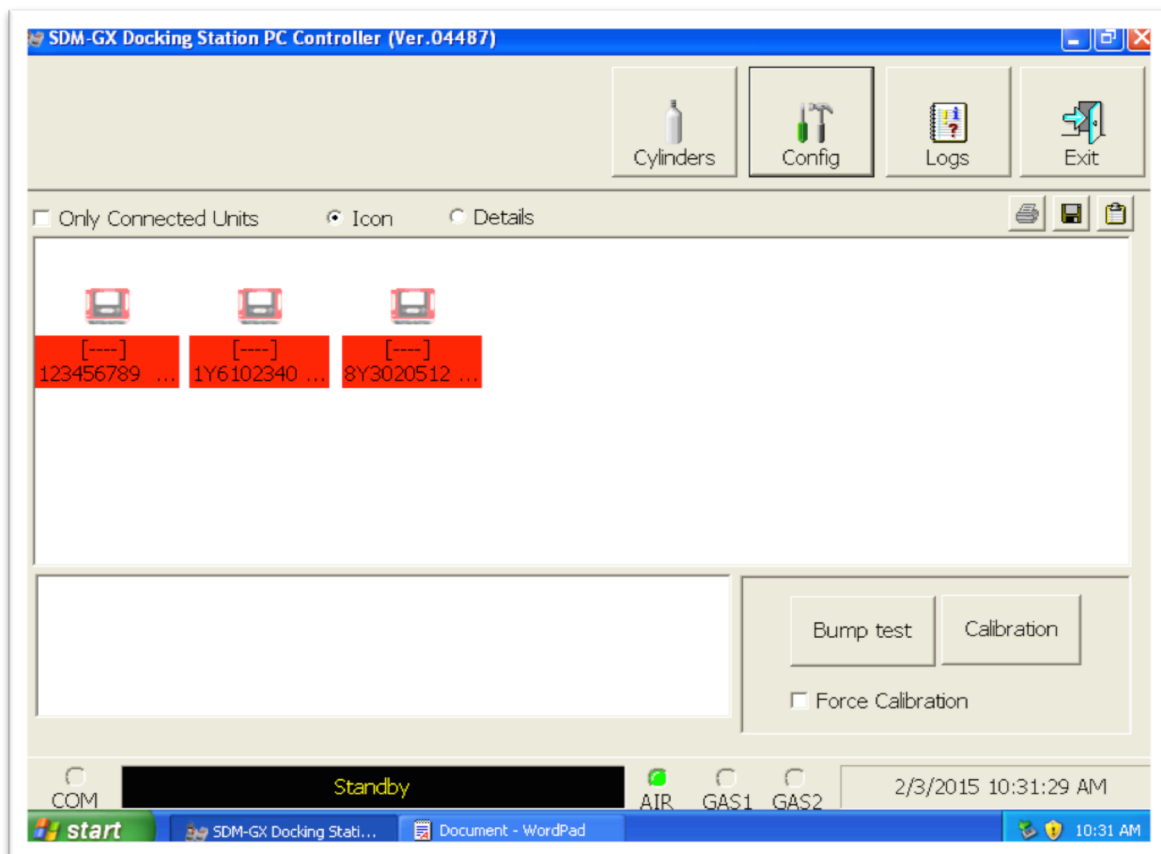 SDM-GX Docking Station PC Controller (Ver.04487)
Cylinders
Config
Logs
Exit
Only Connected Units
Icon
Details
[----]
123456789 ...
[----]
1Y6102340 ...
[----]
8Y3020512 ...
Bump test
Calibration
Force Calibration
COM
Standby
AIR
GAS1
GAS2
2/3/2015 10:31:29 AM
start
SDM-GX Docking Stati...
Document - WordPad
10:31 AM